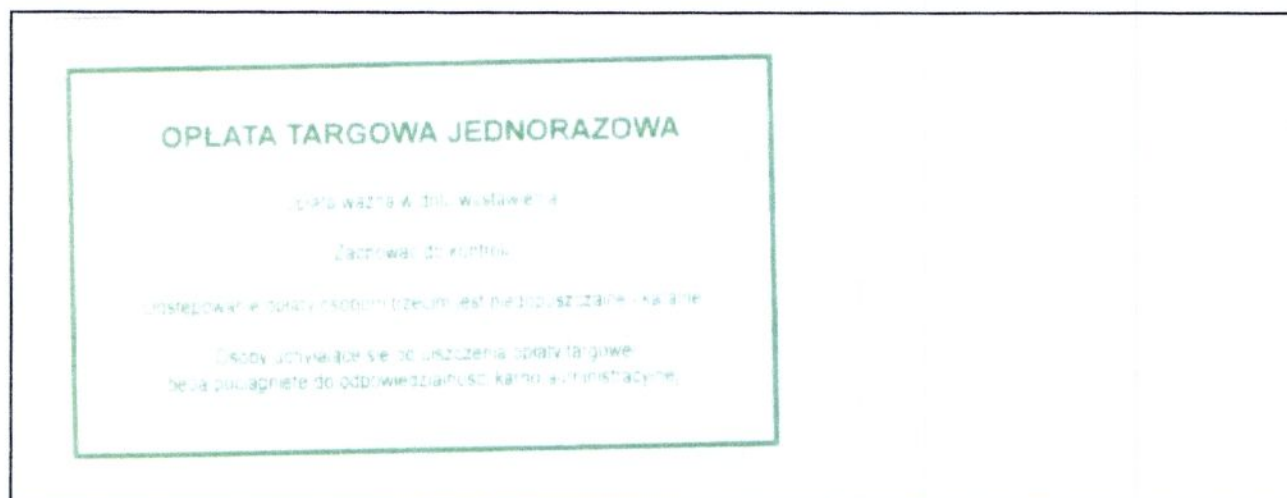 OPŁATA TARGOWA JEDNORAZOWA
opłata ważna w dniu wystawienia
Zachować do kontroli
Odstępowanie opłaty osobom trzecim jest niedopuszczalne i karalne
Osoby uchylające się od uiszczenia opłaty targowej
będą pociągnięte do odpowiedzialności karno administracyjnej